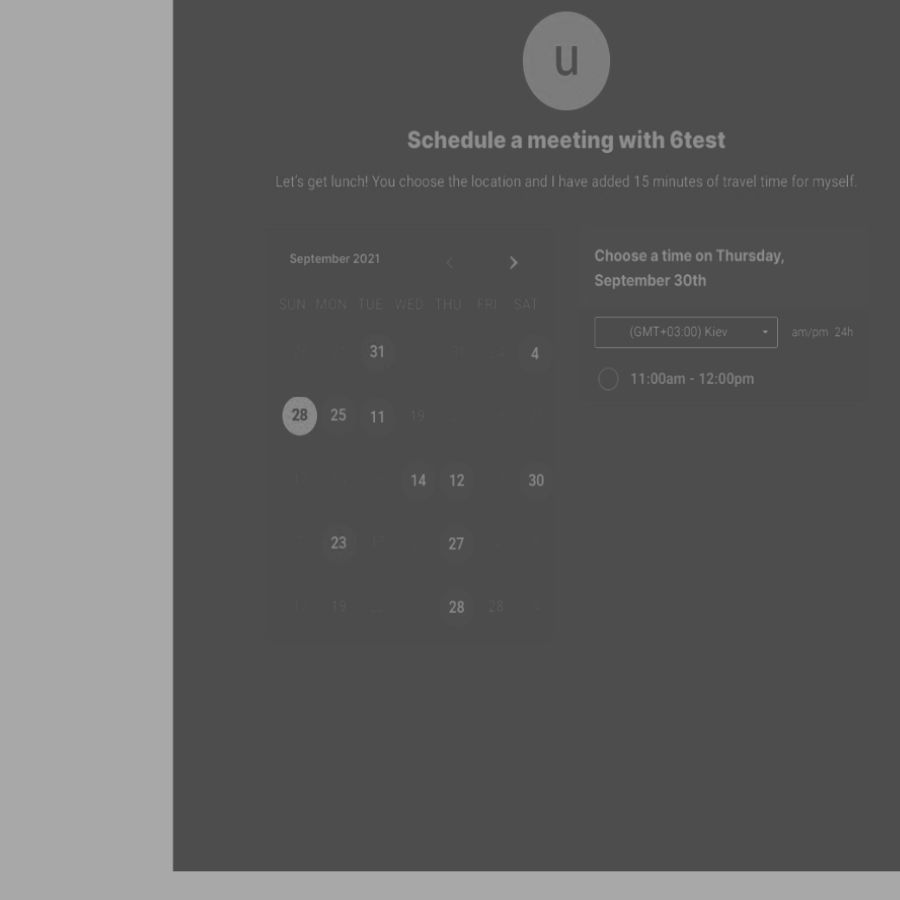 u
Schedule a meeting with 6test
Let's get lunch! You choose the location and I have added 15 minutes of travel time for myself.
September 2021
SUN MON TUE WED THU FRI SAT
31 4
28 25 11 19
14 12 30
23 27
19 28 28
Choose a time on Thursday,
September 30th
(GMT+03:00) Kiev am/pm 24h
11:00am - 12:00pm